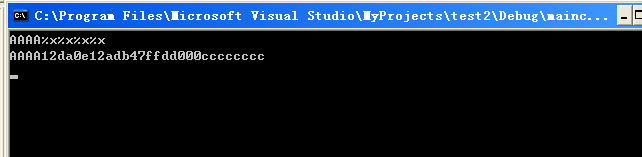 C:\Program Files\Microsoft Visual Studio\MyProjects\test2\Debug\mainc...
AAAA%x%x%x%x
AAAA12da0e12adb47ffdd000cccccccc